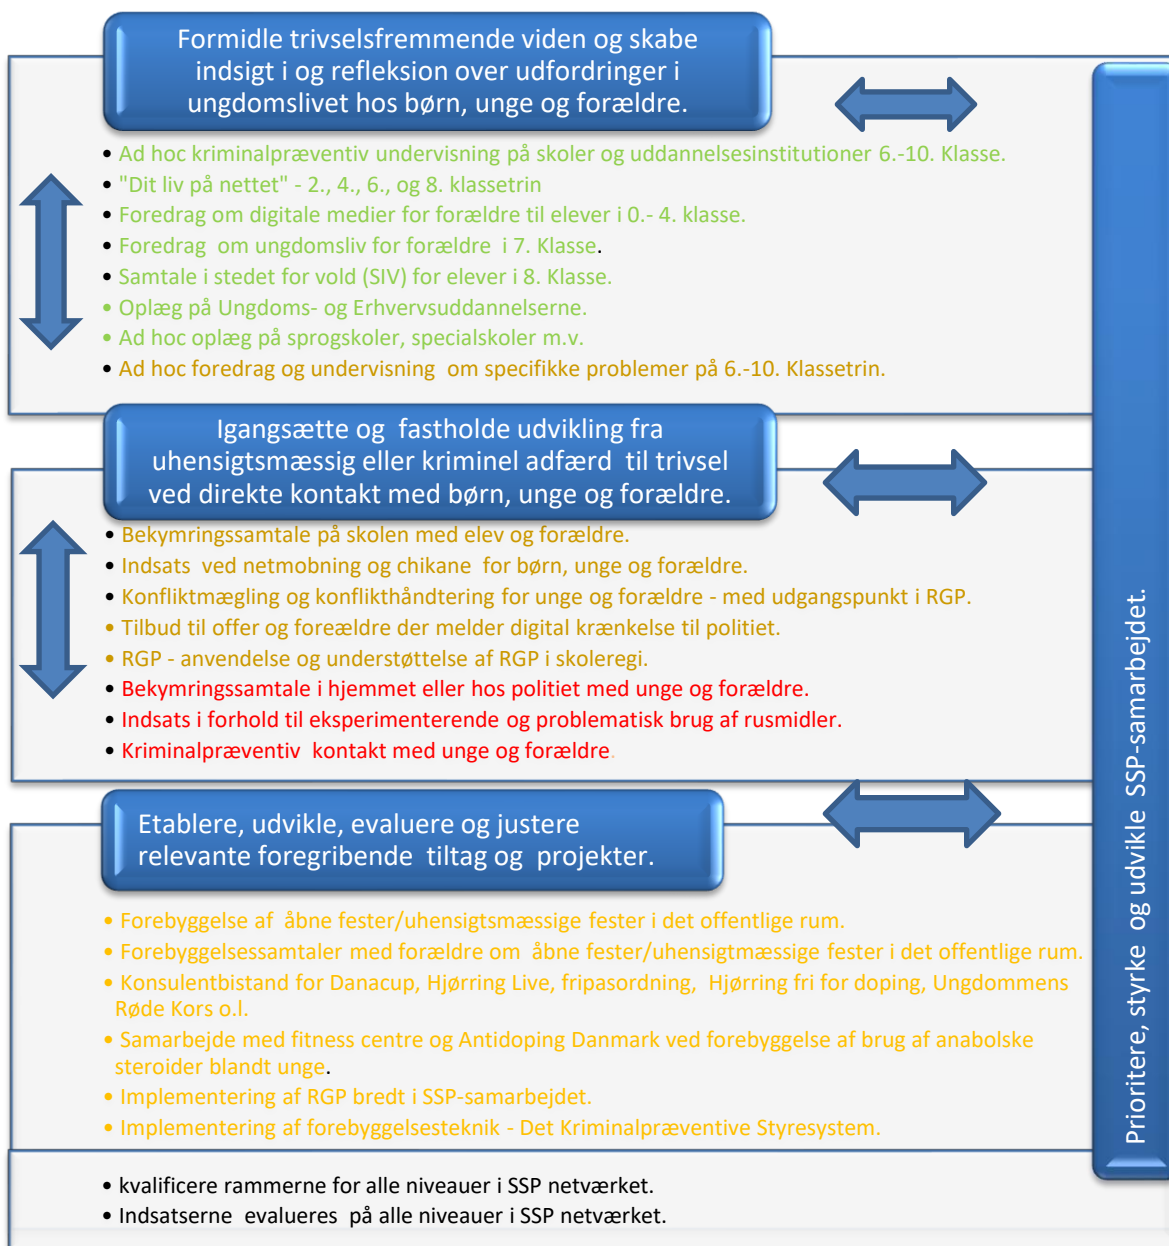 Formidle trivselsfremmende viden og skabe
indsigt i og refleksion over udfordringer i
ungdomslivet hos børn, unge og forældre.
• Ad hoc kriminalpræventiv undervisning på skoler og uddannelsesinstitutioner 6.-10. Klasse.
• "Dit liv på nettet" - 2., 4., 6., og 8. klassetrin
• Foredrag om digitale medier for forældre til elever i 0.- 4. klasse.
• Foredrag om ungdomsliv for forældre i 7. Klasse.
• Samtale i stedet for vold (SIV) for elever i 8. Klasse.
• Oplæg på Ungdoms- og Erhvervsuddannelserne.
• Ad hoc oplæg på sprogskoler, specialskoler m.v.
• Ad hoc foredrag og undervisning om specifikke problemer på 6.-10. Klassetrin.
Igangsætte og fastholde udvikling fra
uhensigtsmæssig eller kriminel adfærd til trivsel
ved direkte kontakt med børn, unge og forældre.
• Bekymringssamtale på skolen med elev og forældre.
• Indsats ved netmobning og chikane for børn, unge og forældre.
• Konfliktmægling og konflikthåndtering for unge og forældre - med udgangspunkt i RGP.
• Tilbud til offer og foreældre der melder digital krænkelse til politiet.
• RGP - anvendelse og understøttelse af RGP i skoleregi.
• Bekymringssamtale i hjemmet eller hos politiet med unge og forældre.
• Indsats i forhold til eksperimenterende og problematisk brug af rusmidler.
• Kriminalpræventiv kontakt med unge og forældre.
Etablere, udvikle, evaluere og justere
relevante foregribende tiltag og projekter.
• Forebyggelse af åbne fester/uhensigtsmæssige fester i det offentlige rum.
• Forebyggelsessamtaler med forældre om åbne fester/uhensigtmæssige fester i det offentlige rum.
• Konsulentbistand for Danacup, Hjørring Live, fripasordning, Hjørring fri for doping, Ungdommens
Røde Kors o.l.
• Samarbejde med fitness centre og Antidoping Danmark ved forebyggelse af brug af anabolske
steroider blandt unge.
• Implementering af RGP bredt i SSP-samarbejdet.
• Implementering af forebyggelsesteknik - Det Kriminalpræventive Styresystem.
• kvalificere rammerne for alle niveauer i SSP netværket.
• Indsatserne evalueres på alle niveauer i SSP netværket.
Prioritere, styrke og udvikle SSP-samarbejdet.